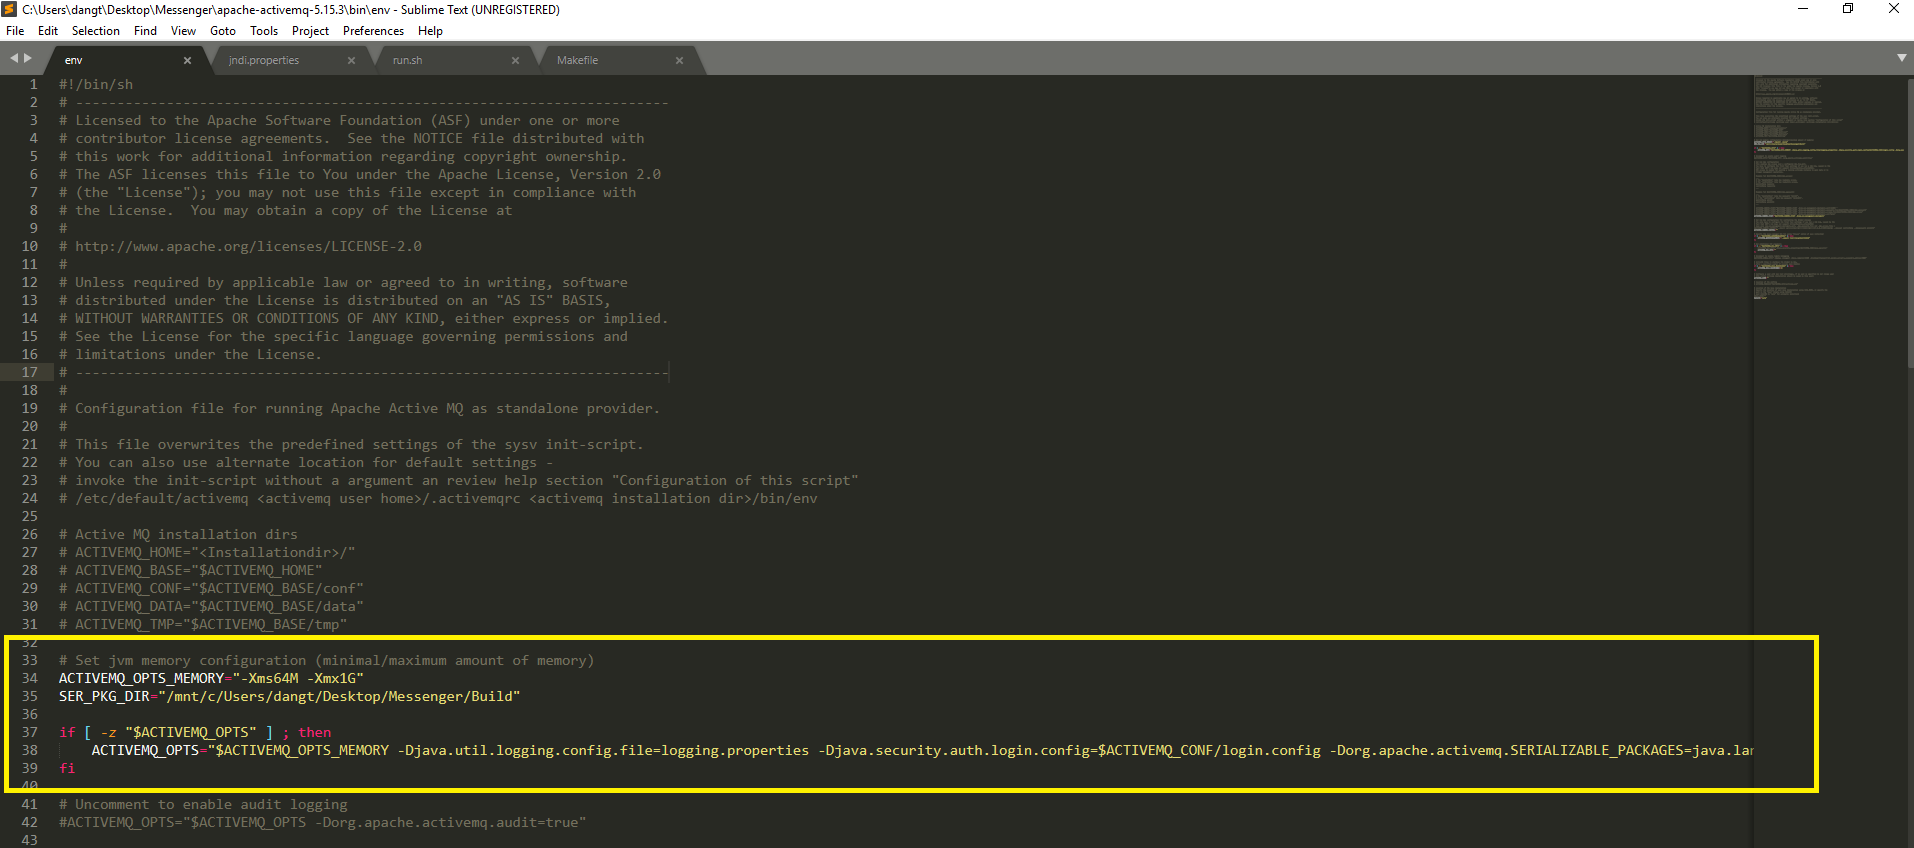 C:\Users\dangt\Desktop\Messenger\apache-activemq-5.15.3\bin\env - Sublime Text (UNREGISTERED)
File Edit Selection Find View Goto Tools Project Preferences Help
env jndi.properties run.sh Makefile
1 #!/bin/sh
2 # ------------------------------------------------------------------------
3 # Licensed to the Apache Software Foundation (ASF) under one or more
4 # contributor license agreements.  See the NOTICE file distributed with
5 # this work for additional information regarding copyright ownership.
6 # The ASF licenses this file to You under the Apache License, Version 2.0
7 # (the "License"); you may not use this file except in compliance with
8 # the License.  You may obtain a copy of the License at
9 #
10 # http://www.apache.org/licenses/LICENSE-2.0
11 #
12 # Unless required by applicable law or agreed to in writing, software
13 # distributed under the License is distributed on an "AS IS" BASIS,
14 # WITHOUT WARRANTIES OR CONDITIONS OF ANY KIND, either express or implied.
15 # See the License for the specific language governing permissions and
16 # limitations under the License.
17 # ------------------------------------------------------------------------
18 #
19 # Configuration file for running Apache Active MQ as standalone provider.
20 #
21 # This file overwrites the predefined settings of the sysv init-script.
22 # You can also use alternate location for default settings -
23 # invoke the init-script without a argument an review help section "Configuration of this script"
24 # /etc/default/activemq <activemq user home>/.activemqrc <activemq installation dir>/bin/env
25
26 # Active MQ installation dirs
27 # ACTIVEMQ_HOME="<Installationdir>/"
28 # ACTIVEMQ_BASE="$ACTIVEMQ_HOME"
29 # ACTIVEMQ_CONF="$ACTIVEMQ_BASE/conf"
30 # ACTIVEMQ_DATA="$ACTIVEMQ_BASE/data"
31 # ACTIVEMQ_TMP="$ACTIVEMQ_BASE/tmp"
32
33 # Set jvm memory configuration (minimal/maximum amount of memory)
34 ACTIVEMQ_OPTS_MEMORY="-Xms64M -Xmx1G"
35 SER_PKG_DIR="/mnt/c/Users/dangt/Desktop/Messenger/Build"
36
37 if [ -z "$ACTIVEMQ_OPTS" ] ; then
38     ACTIVEMQ_OPTS="$ACTIVEMQ_OPTS_MEMORY -Djava.util.logging.config.file=logging.properties -Djava.security.auth.login.config=$ACTIVEMQ_CONF/login.config -Dorg.apache.activemq.SERIALIZABLE_PACKAGES=java.lan
39 fi
40
41 # Uncomment to enable audit logging
42 #ACTIVEMQ_OPTS="$ACTIVEMQ_OPTS -Dorg.apache.activemq.audit=true"
43